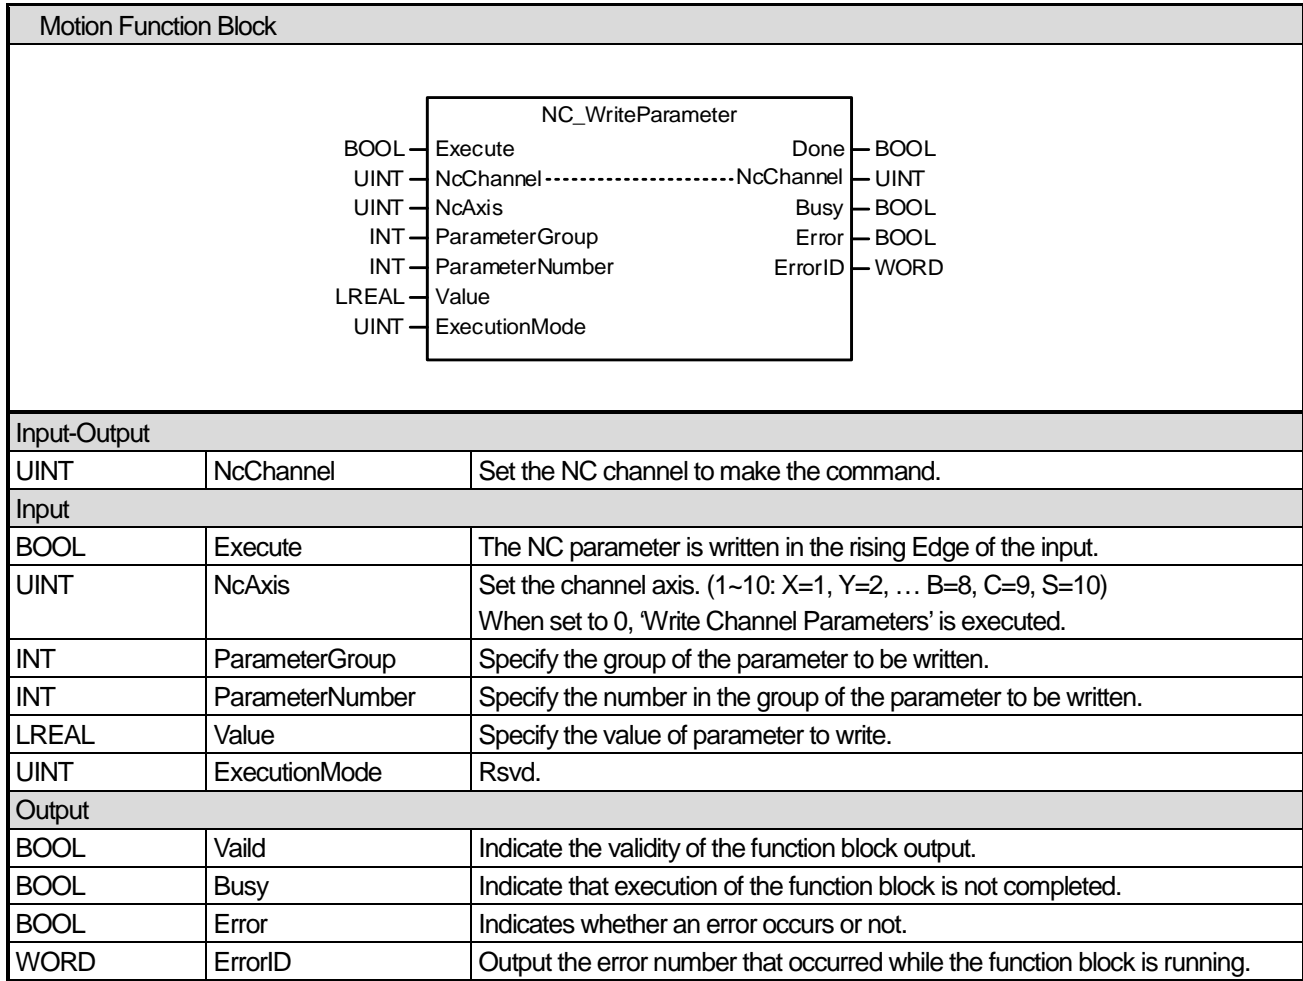 Motion Function Block
NC_WriteParameter
BOOL Execute Done BOOL
UINT NcChannel NcChannel UINT
UINT NcAxis Busy BOOL
INT ParameterGroup Error BOOL
INT ParameterNumber ErrorID WORD
LREAL Value
UINT ExecutionMode
Input-Output
UINT NcChannel Set the NC channel to make the command.
Input
BOOL Execute The NC parameter is written in the rising Edge of the input.
UINT NcAxis Set the channel axis. (1~10: X=1, Y=2, … B=8, C=9, S=10)
When set to 0, ‘Write Channel Parameters’ is executed.
INT ParameterGroup Specify the group of the parameter to be written.
INT ParameterNumber Specify the number in the group of the parameter to be written.
LREAL Value Specify the value of parameter to write.
UINT ExecutionMode Rsvd.
Output
BOOL Vaild Indicate the validity of the function block output.
BOOL Busy Indicate that execution of the function block is not completed.
BOOL Error Indicates whether an error occurs or not.
WORD ErrorID Output the error number that occurred while the function block is running.